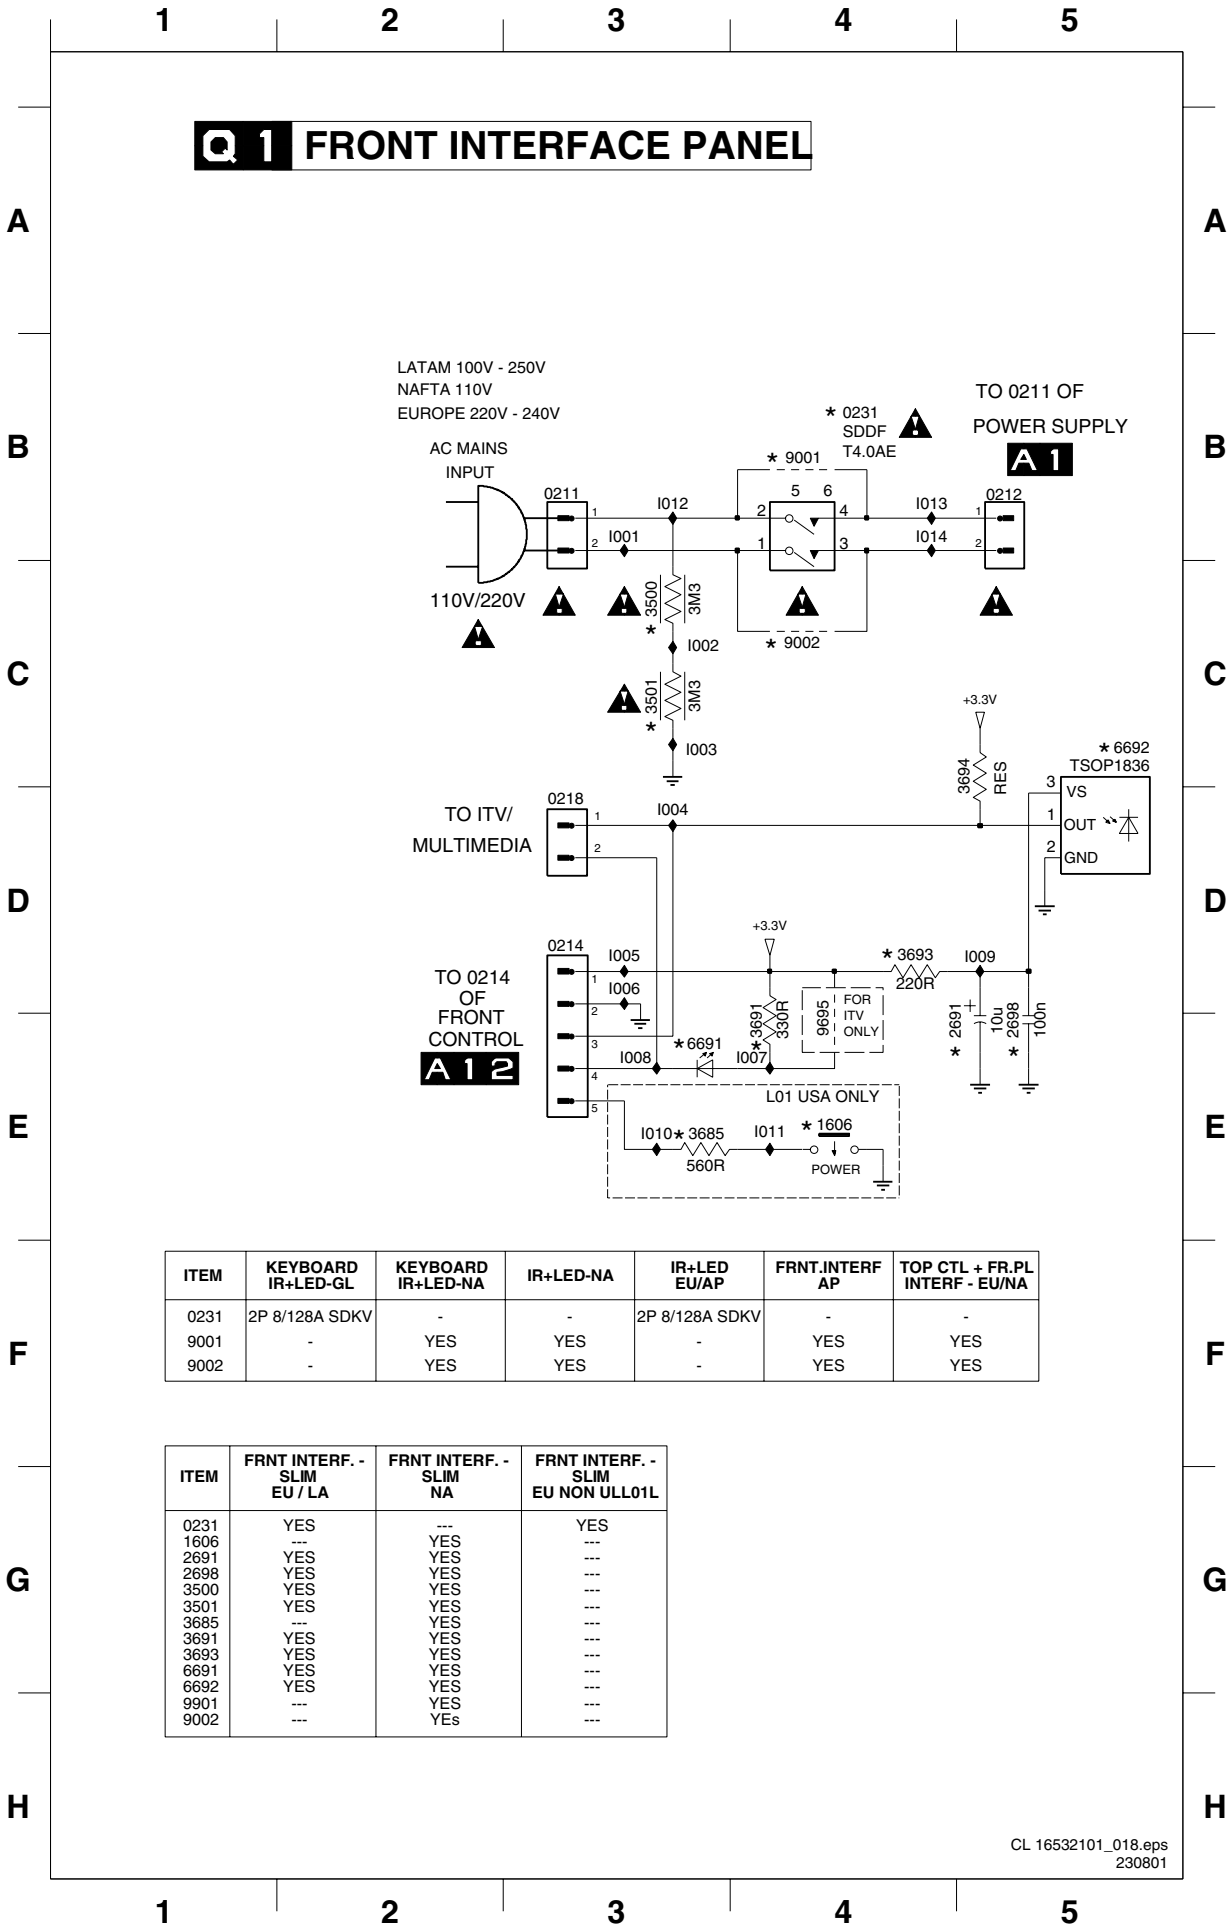 1 2 3 4 5
Q 1 FRONT INTERFACE PANEL
A A
LATAM 100V - 250V
NAFTA 110V
EUROPE 220V - 240V
AC MAINS
INPUT
110V/220V
* 0231
SDDF
T4.0AE
TO 0211 OF
POWER SUPPLY
A 1
B B
* 9001
5 6
0211
1
2
I012
I001
2 4
1 3
I013
I014
0212
1
2
* 9002
3500
*
3M3
I002
3501
*
3M3
I003
C C
+3.3V
3694
RES
* 6692
TSOP1836
3 VS
1 OUT
2 GND
TO ITV/
MULTIMEDIA
0218
1
2
I004
D D
TO 0214
OF
FRONT
CONTROL
A 1 2
0214
1
2
3
4
5
I005
I006
+3.3V
* 3693
220R
I009
3691
*
330R
9695
FOR
ITV
ONLY
2691
*
+
10u
2698
*
100n
I008
* 6691
I007
L01 USA ONLY
I010 * 3685
560R
I011
* 1606
POWER
E E
ITEM KEYBOARD IR+LED-GL KEYBOARD IR+LED-NA IR+LED-NA IR+LED EU/AP FRNT.INTERF AP TOP CTL + FR.PL INTERF - EU/NA
0231 2P 8/128A SDKV - - 2P 8/128A SDKV - -
9001 - YES YES - YES YES
9002 - YES YES - YES YES
F F
ITEM FRNT INTERF. - SLIM EU / LA FRNT INTERF. - SLIM NA FRNT INTERF. - SLIM EU NON ULL01L
0231 YES --- YES
1606 --- YES ---
2691 YES YES ---
2698 YES YES ---
3500 YES YES ---
3501 YES YES ---
3685 --- YES ---
3691 YES YES ---
3693 YES YES ---
6691 YES YES ---
6692 YES YES ---
9901 --- YES ---
9002 --- YEs ---
G G
H H
CL 16532101_018.eps
230801
1 2 3 4 5